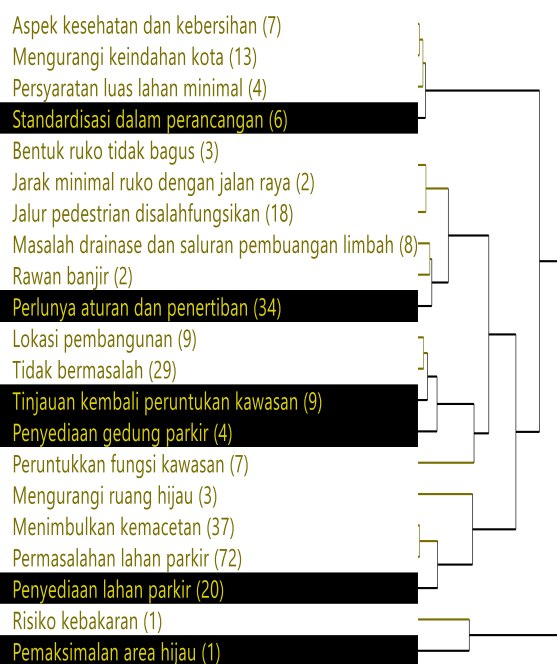 Aspek kesehatan dan kebersihan (7)
Mengurangi keindahan kota (13)
Persyaratan luas lahan minimal (4)
Standardisasi dalam perancangan (6)
Bentuk ruko tidak bagus (3)
Jarak minimal ruko dengan jalan raya (2)
Jalur pedestrian disalahfungsikan (18)
Masalah drainase dan saluran pembuangan limbah (8)
Rawan banjir (2)
Perlunya aturan dan penertiban (34)
Lokasi pembangunan (9)
Tidak bermasalah (29)
Tinjauan kembali peruntukan kawasan (9)
Penyediaan gedung parkir (4)
Peruntukkan fungsi kawasan (7)
Mengurangi ruang hijau (3)
Menimbulkan kemacetan (37)
Permasalahan lahan parkir (72)
Penyediaan lahan parkir (20)
Risiko kebakaran (1)
Pemaksimalan area hijau (1)